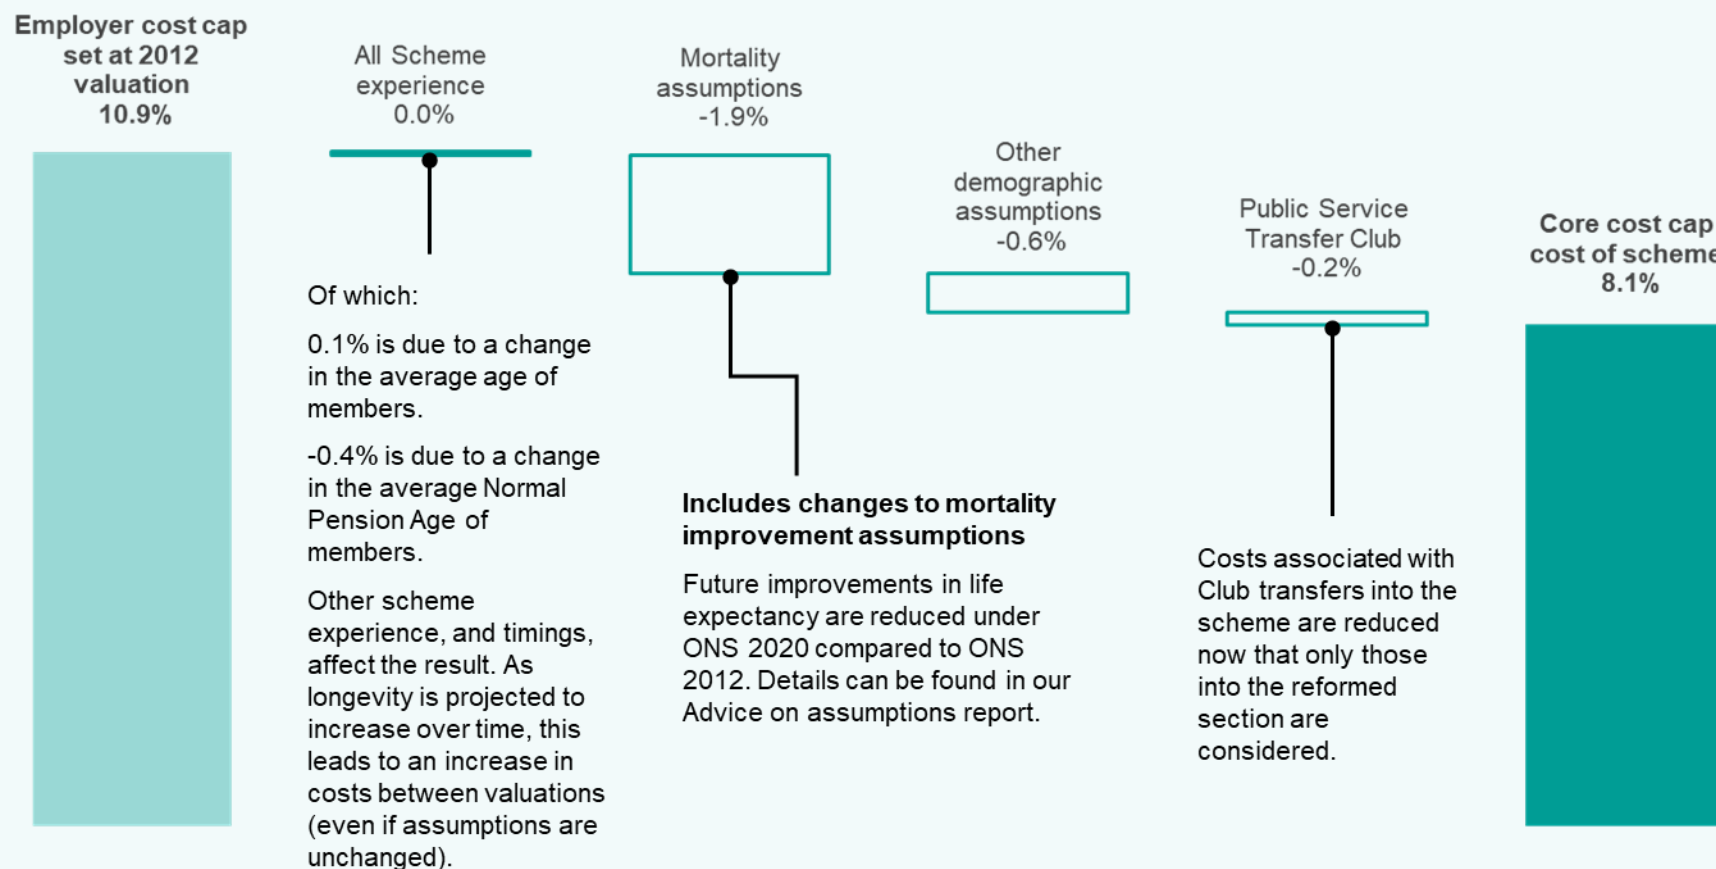 Employer cost cap
set at 2012
valuation
10.9%
All Scheme
experience
0.0%
Mortality
assumptions
-1.9%
Other
demographic
assumptions
-0.6%
Public Service
Transfer Club
-0.2%
Core cost cap
cost of scheme
8.1%
Of which:
0.1% is due to a change
in the average age of
members.
-0.4% is due to a change
in the average Normal
Pension Age of
members.
Other scheme
experience, and timings,
affect the result. As
longevity is projected to
increase over time, this
leads to an increase in
costs between valuations
(even if assumptions are
unchanged).
Includes changes to mortality
improvement assumptions
Future improvements in life
expectancy are reduced under
ONS 2020 compared to ONS
2012. Details can be found in our
Advice on assumptions report.
Costs associated with
Club transfers into the
scheme are reduced
now that only those
into the reformed
section are
considered.